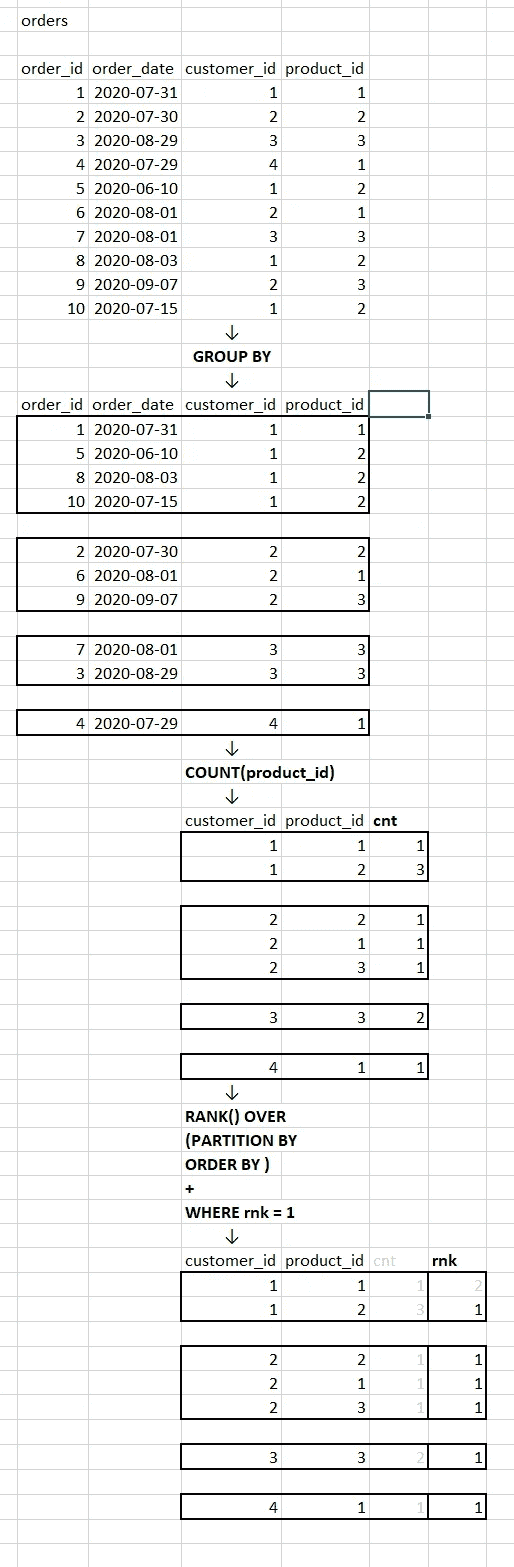 orders
order_id order_date customer_id product_id
1 2020-07-31 1 1
2 2020-07-30 2 2
3 2020-08-29 3 3
4 2020-07-29 4 1
5 2020-06-10 1 2
6 2020-08-01 2 1
7 2020-08-01 3 3
8 2020-08-03 1 2
9 2020-09-07 2 3
10 2020-07-15 1 2
↓
GROUP BY
↓
order_id order_date customer_id product_id
1 2020-07-31 1 1
5 2020-06-10 1 2
8 2020-08-03 1 2
10 2020-07-15 1 2
2 2020-07-30 2 2
6 2020-08-01 2 1
9 2020-09-07 2 3
7 2020-08-01 3 3
3 2020-08-29 3 3
4 2020-07-29 4 1
↓
COUNT(product_id)
↓
customer_id product_id cnt
1 1 1
1 2 3
2 2 1
2 1 1
2 3 1
3 3 2
4 1 1
↓
RANK() OVER
(PARTITION BY
ORDER BY )
+
WHERE rnk = 1
↓
customer_id product_id cnt rnk
1 1 1 2
1 2 3 1
2 2 1 1
2 1 1 1
2 3 1 1
3 3 2 1
4 1 1 1